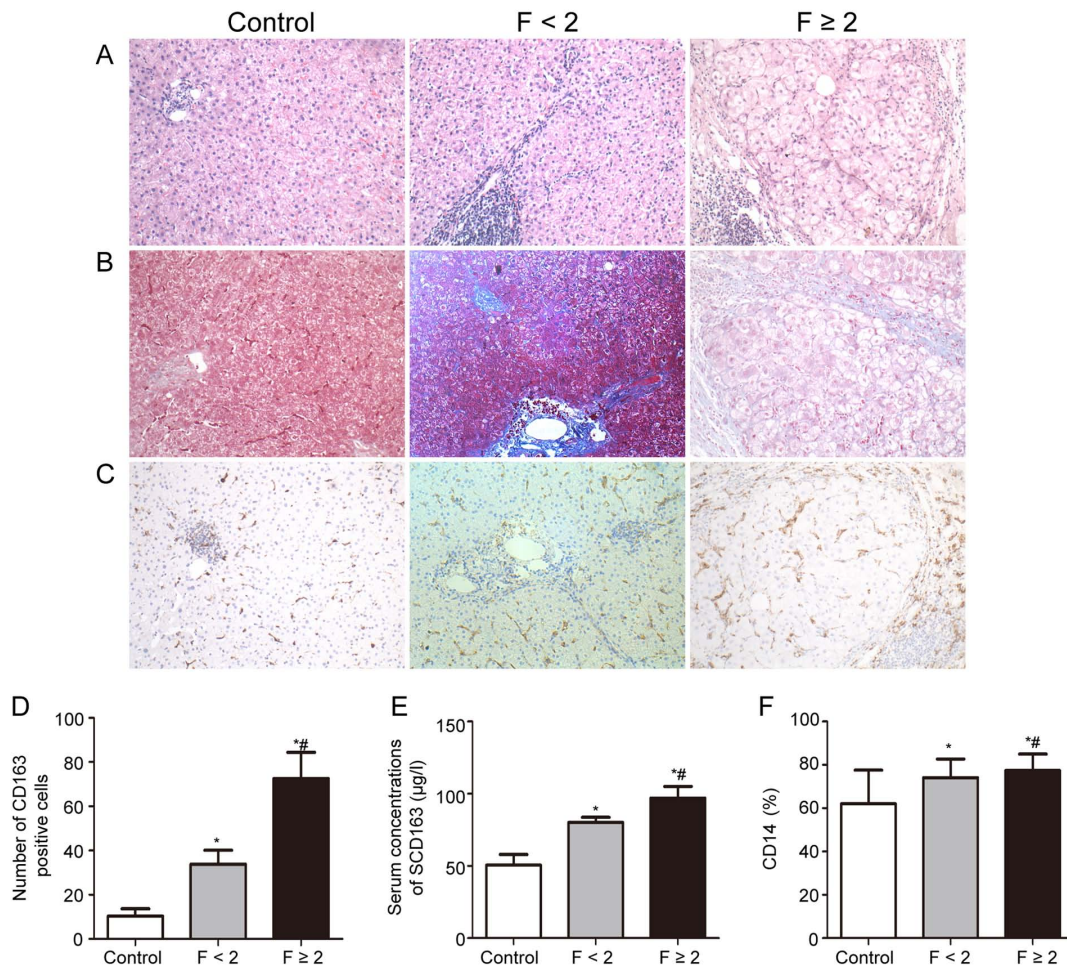 Control F < 2 F ≥ 2
A
B
C
D
Number of CD163
positive cells
100
80
60
40
20
0
*
*#
Control F < 2 F ≥ 2
E
Serum concentrations
of SCD163 (µg/l)
150
100
50
0
*
*#
Control F < 2 F ≥ 2
F
CD14 (%)
100
80
60
40
20
0
*
*#
Control F < 2 F ≥ 2